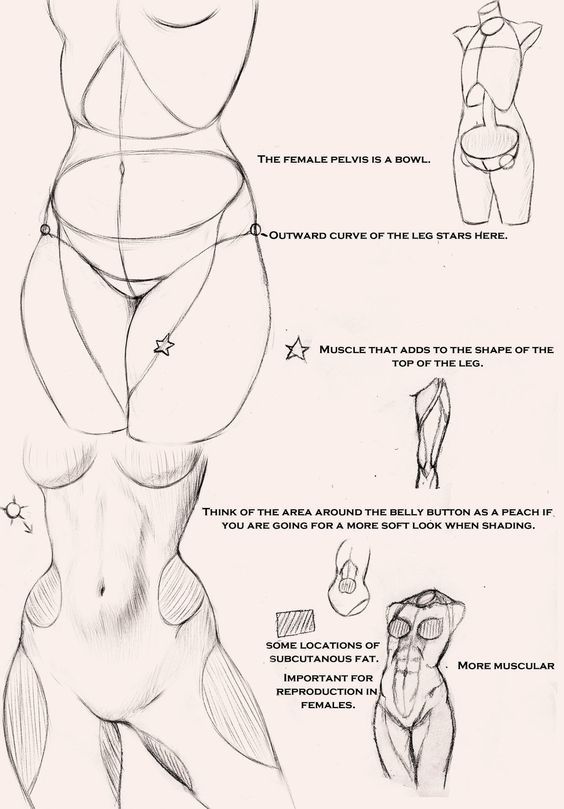 The female pelvis is a bowl.
Outward curve of the leg stars here.
Muscle that adds to the shape of the
top of the leg.
Think of the area around the belly button as a peach if
you are going for a more soft look when shading.
some locations of
subcutanous fat.
Important for
reproduction in
females.
More muscular